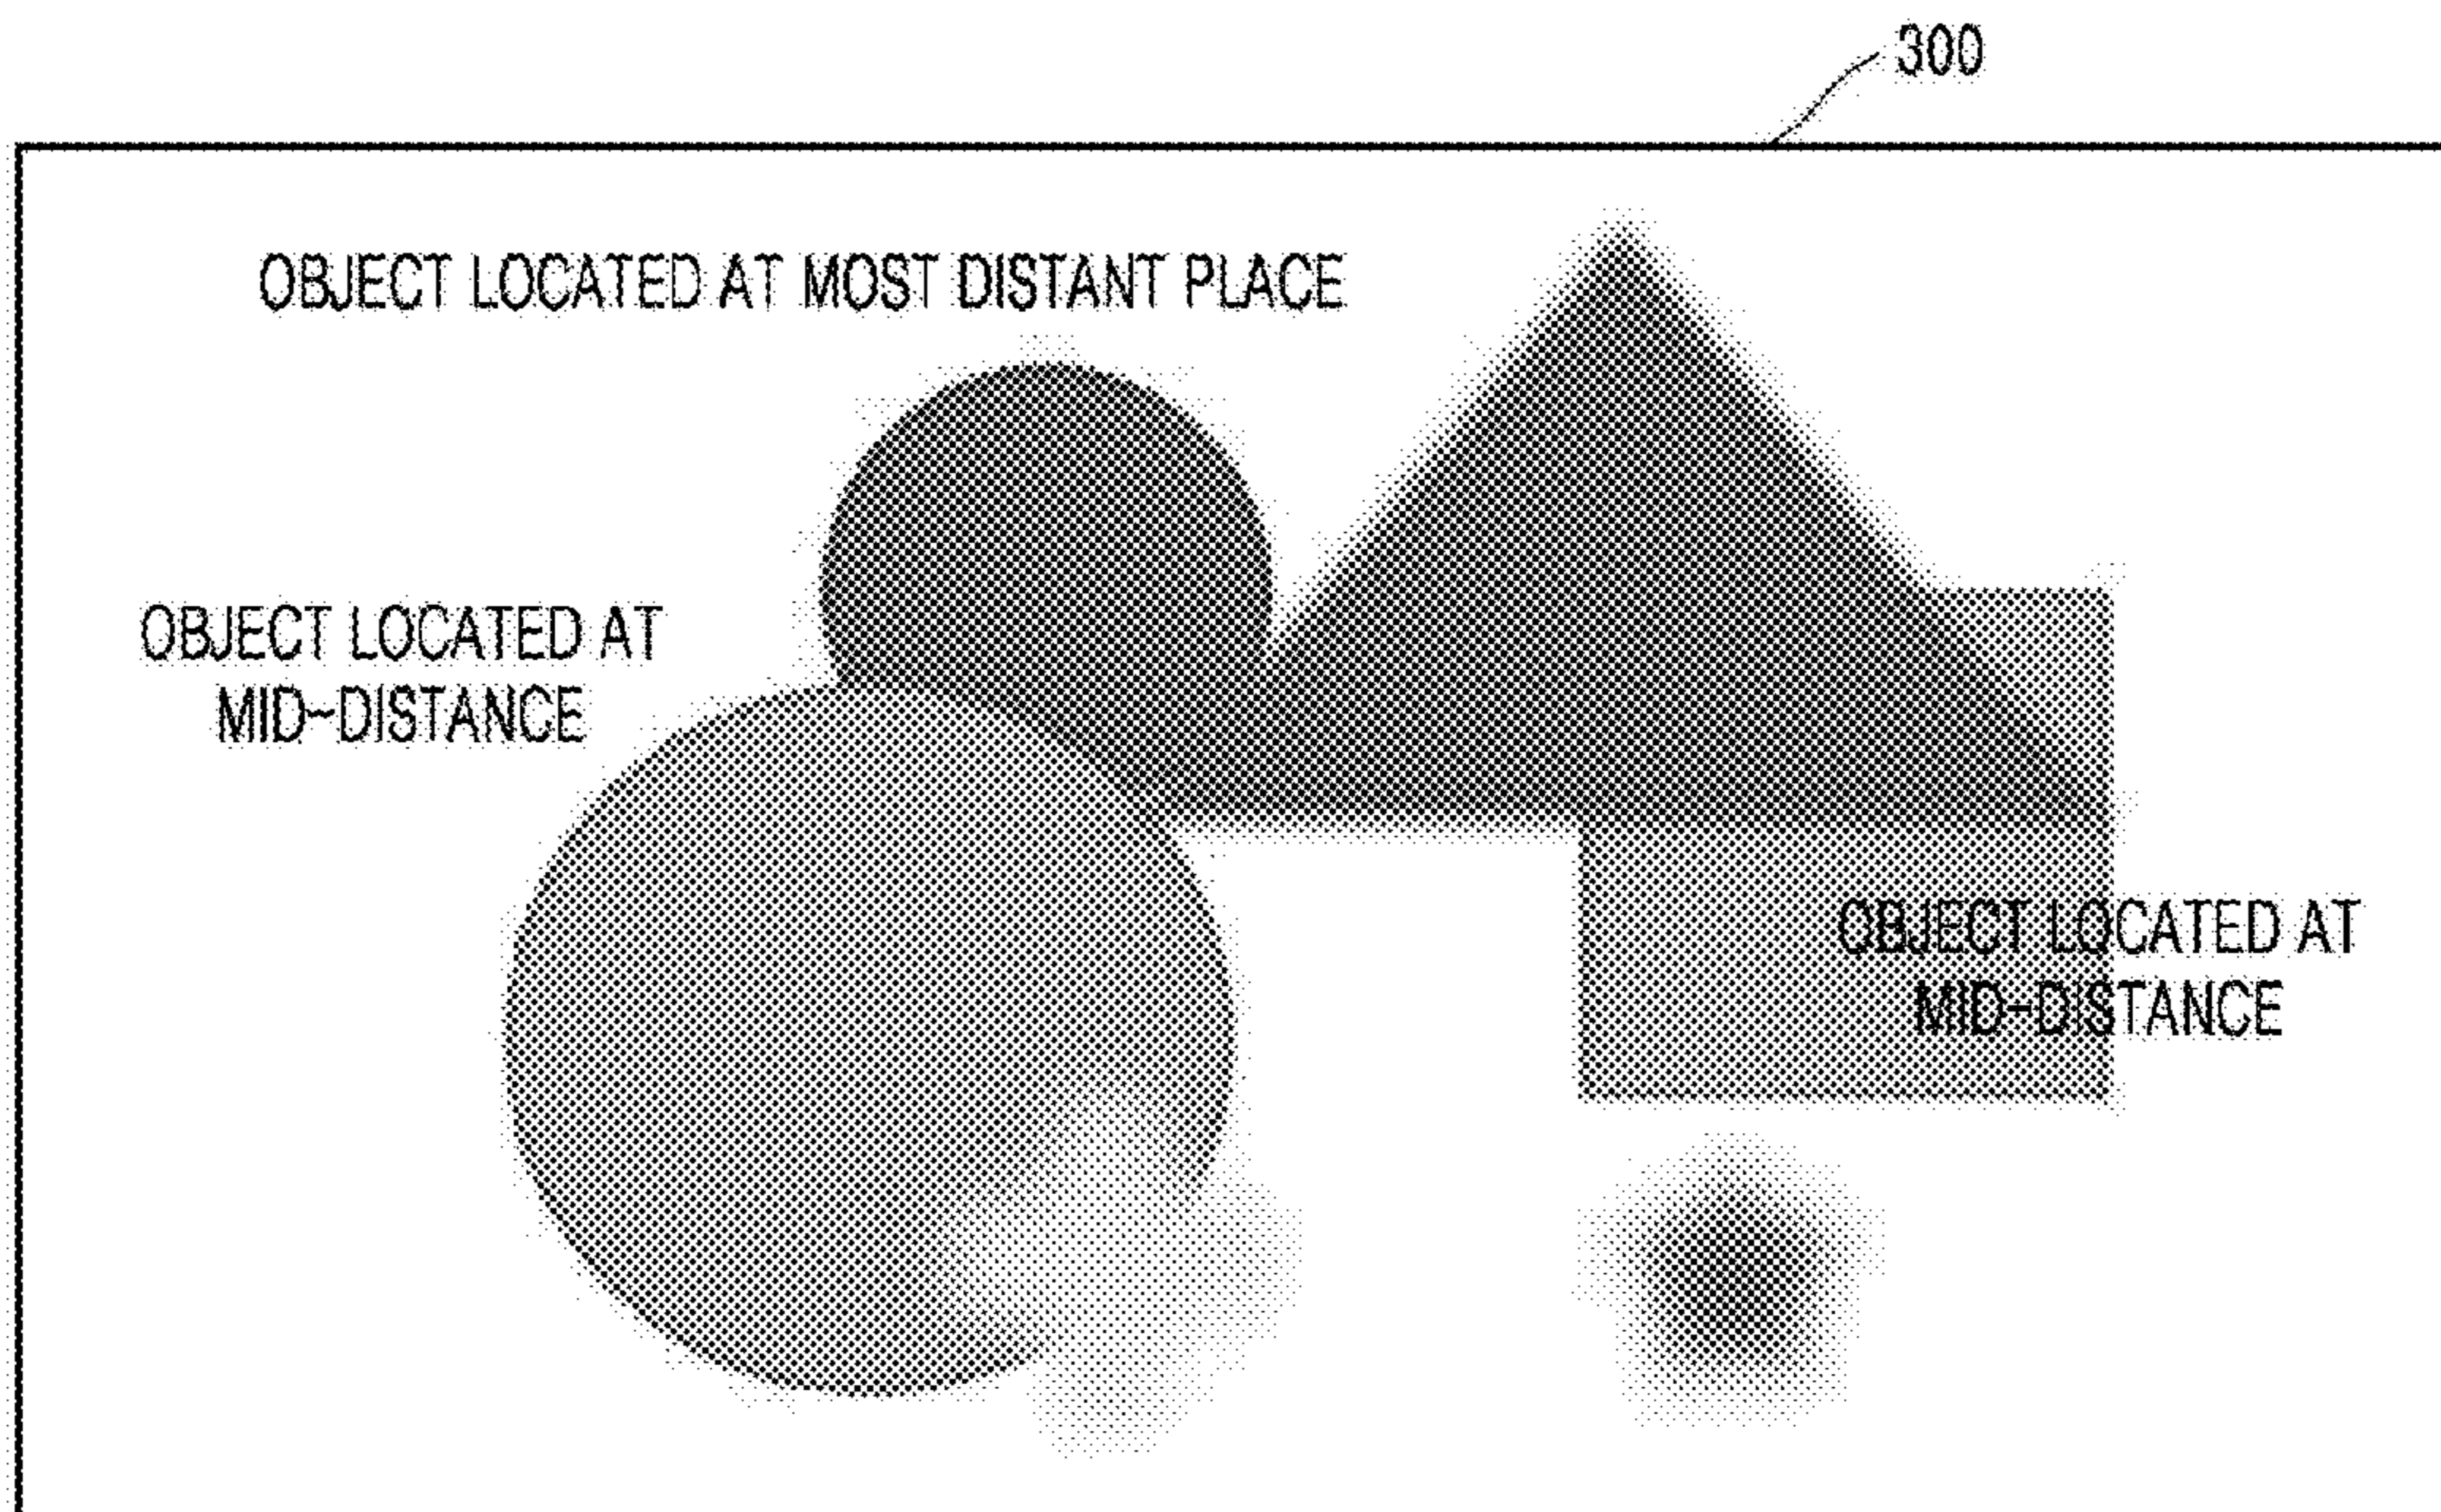 300
OBJECT LOCATED AT MOST DISTANT PLACE
OBJECT LOCATED AT
MID-DISTANCE
OBJECT LOCATED AT
MID-DISTANCE